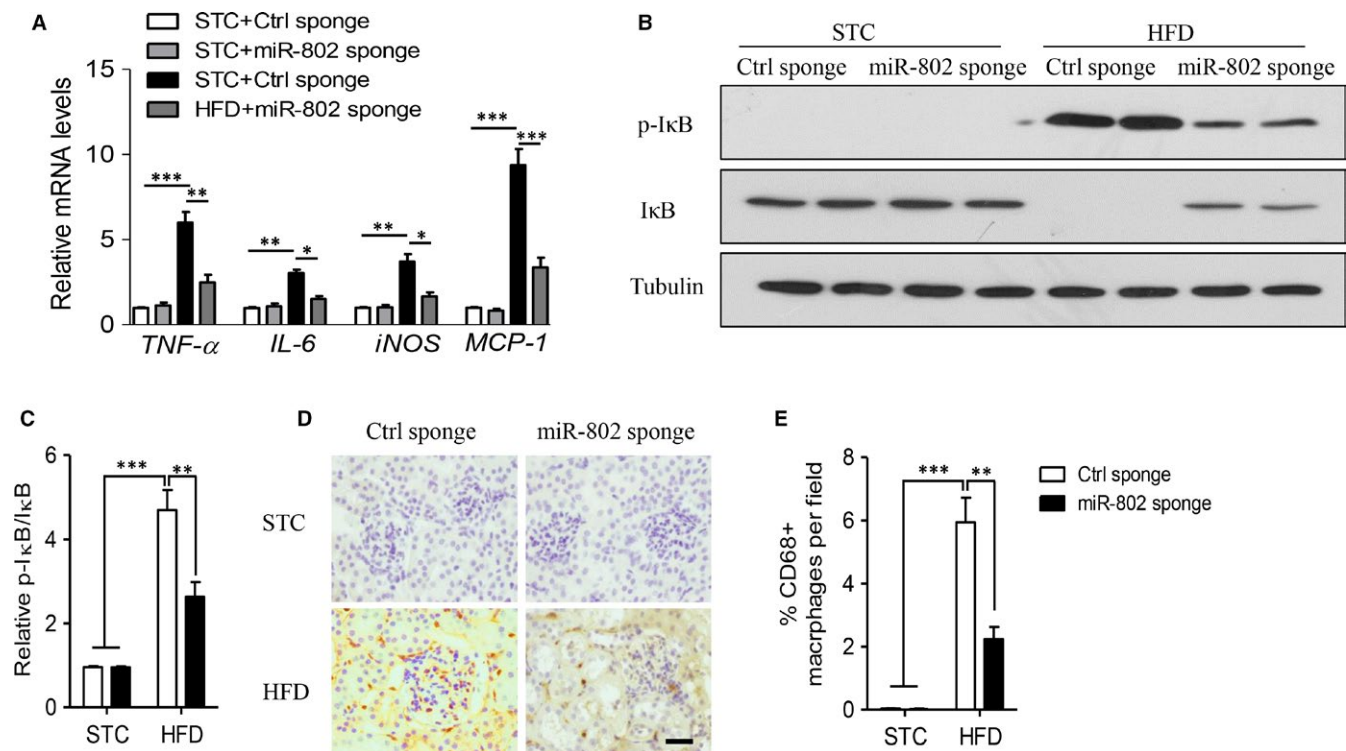 A
STC+Ctrl sponge
STC+miR-802 sponge
STC+Ctrl sponge
HFD+miR-802 sponge
Relative mRNA levels
15
10
5
0
*** **
** *
** *
*** ***
TNF-α IL-6 iNOS MCP-1
B
STC HFD
Ctrl sponge miR-802 sponge Ctrl sponge miR-802 sponge
p-IκB
IκB
Tubulin
C
Relative p-IκB/IκB
6
4
2
0
*** **
STC HFD
D
Ctrl sponge miR-802 sponge
STC
HFD
E
% CD68+
macrphages per field
8
6
4
2
0
*** **
STC HFD
Ctrl sponge
miR-802 sponge